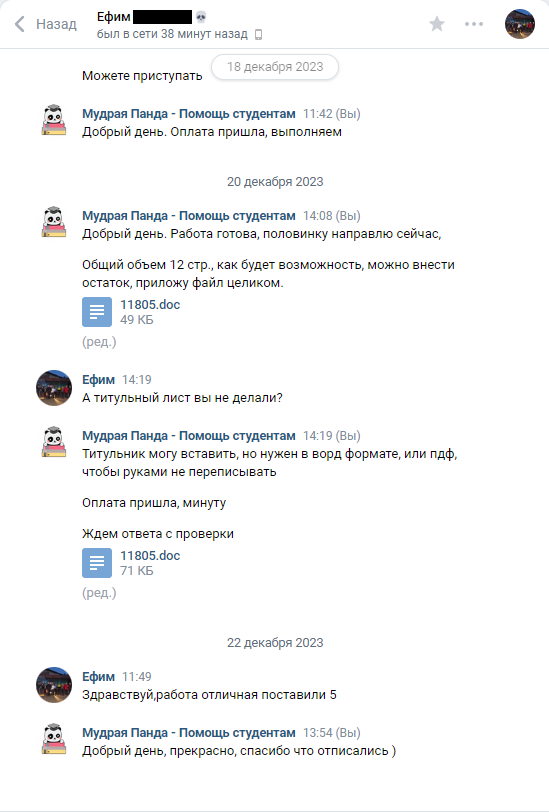 Назад
Ефим
был в сети 38 минут назад
18 декабря 2023
Можете приступать
Мудрая Панда - Помощь студентам 11:42 (Вы)
Добрый день. Оплата пришла, выполняем
20 декабря 2023
Мудрая Панда - Помощь студентам 14:08 (Вы)
Добрый день. Работа готова, половинку направлю сейчас,
Общий объем 12 стр., как будет возможность, можно внести
остаток, приложу файл целиком.
11805.doc
49 КБ
(ред.)
Ефим 14:19
А титульный лист вы не делали?
Мудрая Панда - Помощь студентам 14:19 (Вы)
Титульник могу вставить, но нужен в ворд формате, или пдф,
чтобы руками не переписывать
Оплата пришла, минуту
Ждем ответа с проверки
11805.doc
71 КБ
(ред.)
22 декабря 2023
Ефим 11:49
Здравствуй,работа отличная поставили 5
Мудрая Панда - Помощь студентам 13:54 (Вы)
Добрый день, прекрасно, спасибо что отписались )